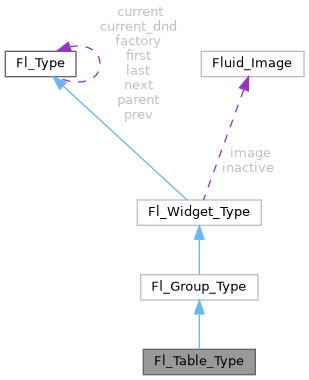 current
current_dnd
factory
first
last
next
parent
prev
Fl_Type
Fluid_Image
image
inactive
Fl_Widget_Type
Fl_Group_Type
Fl_Table_Type